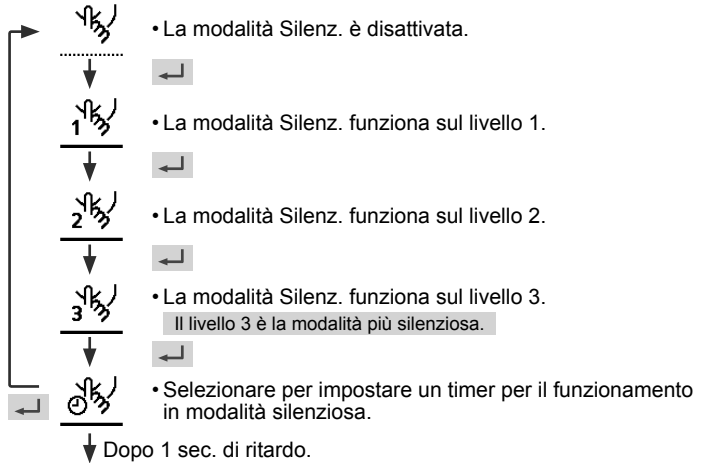 • La modalità Silenz. è disattivata.
1
• La modalità Silenz. funziona sul livello 1.
2
• La modalità Silenz. funziona sul livello 2.
3
• La modalità Silenz. funziona sul livello 3.
Il livello 3 è la modalità più silenziosa.
• Selezionare per impostare un timer per il funzionamento
in modalità silenziosa.
Dopo 1 sec. di ritardo.